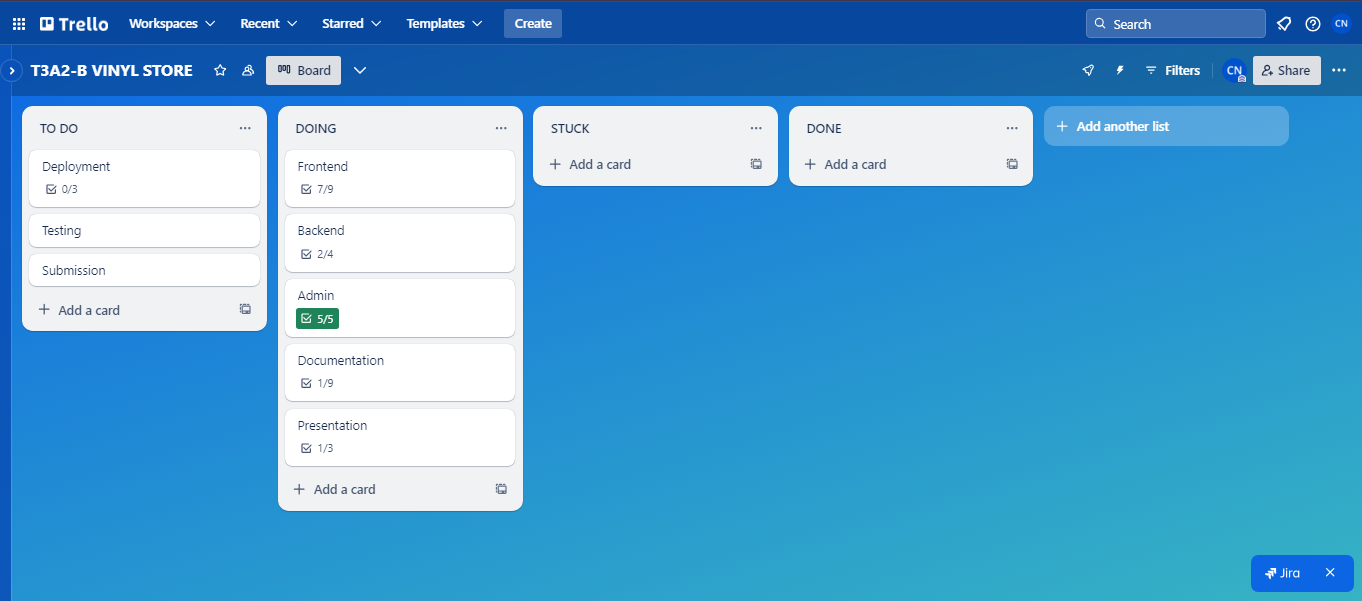 Trello Workspaces Recent Starred Templates Create Search CN
T3A2-B VINYL STORE Board Filters CN Share
TO DO
Deployment
0/3
Testing
Submission
Add a card
DOING
Frontend
7/9
Backend
2/4
Admin
5/5
Documentation
1/9
Presentation
1/3
Add a card
STUCK
Add a card
DONE
Add a card
Add another list
Jira